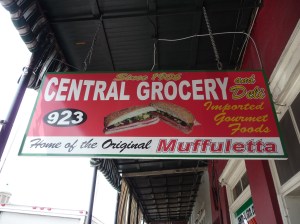 Since 1906
CENTRAL GROCERY and Deli
923
Imported
Gourmet
Foods
Home of the Original Muffuletta